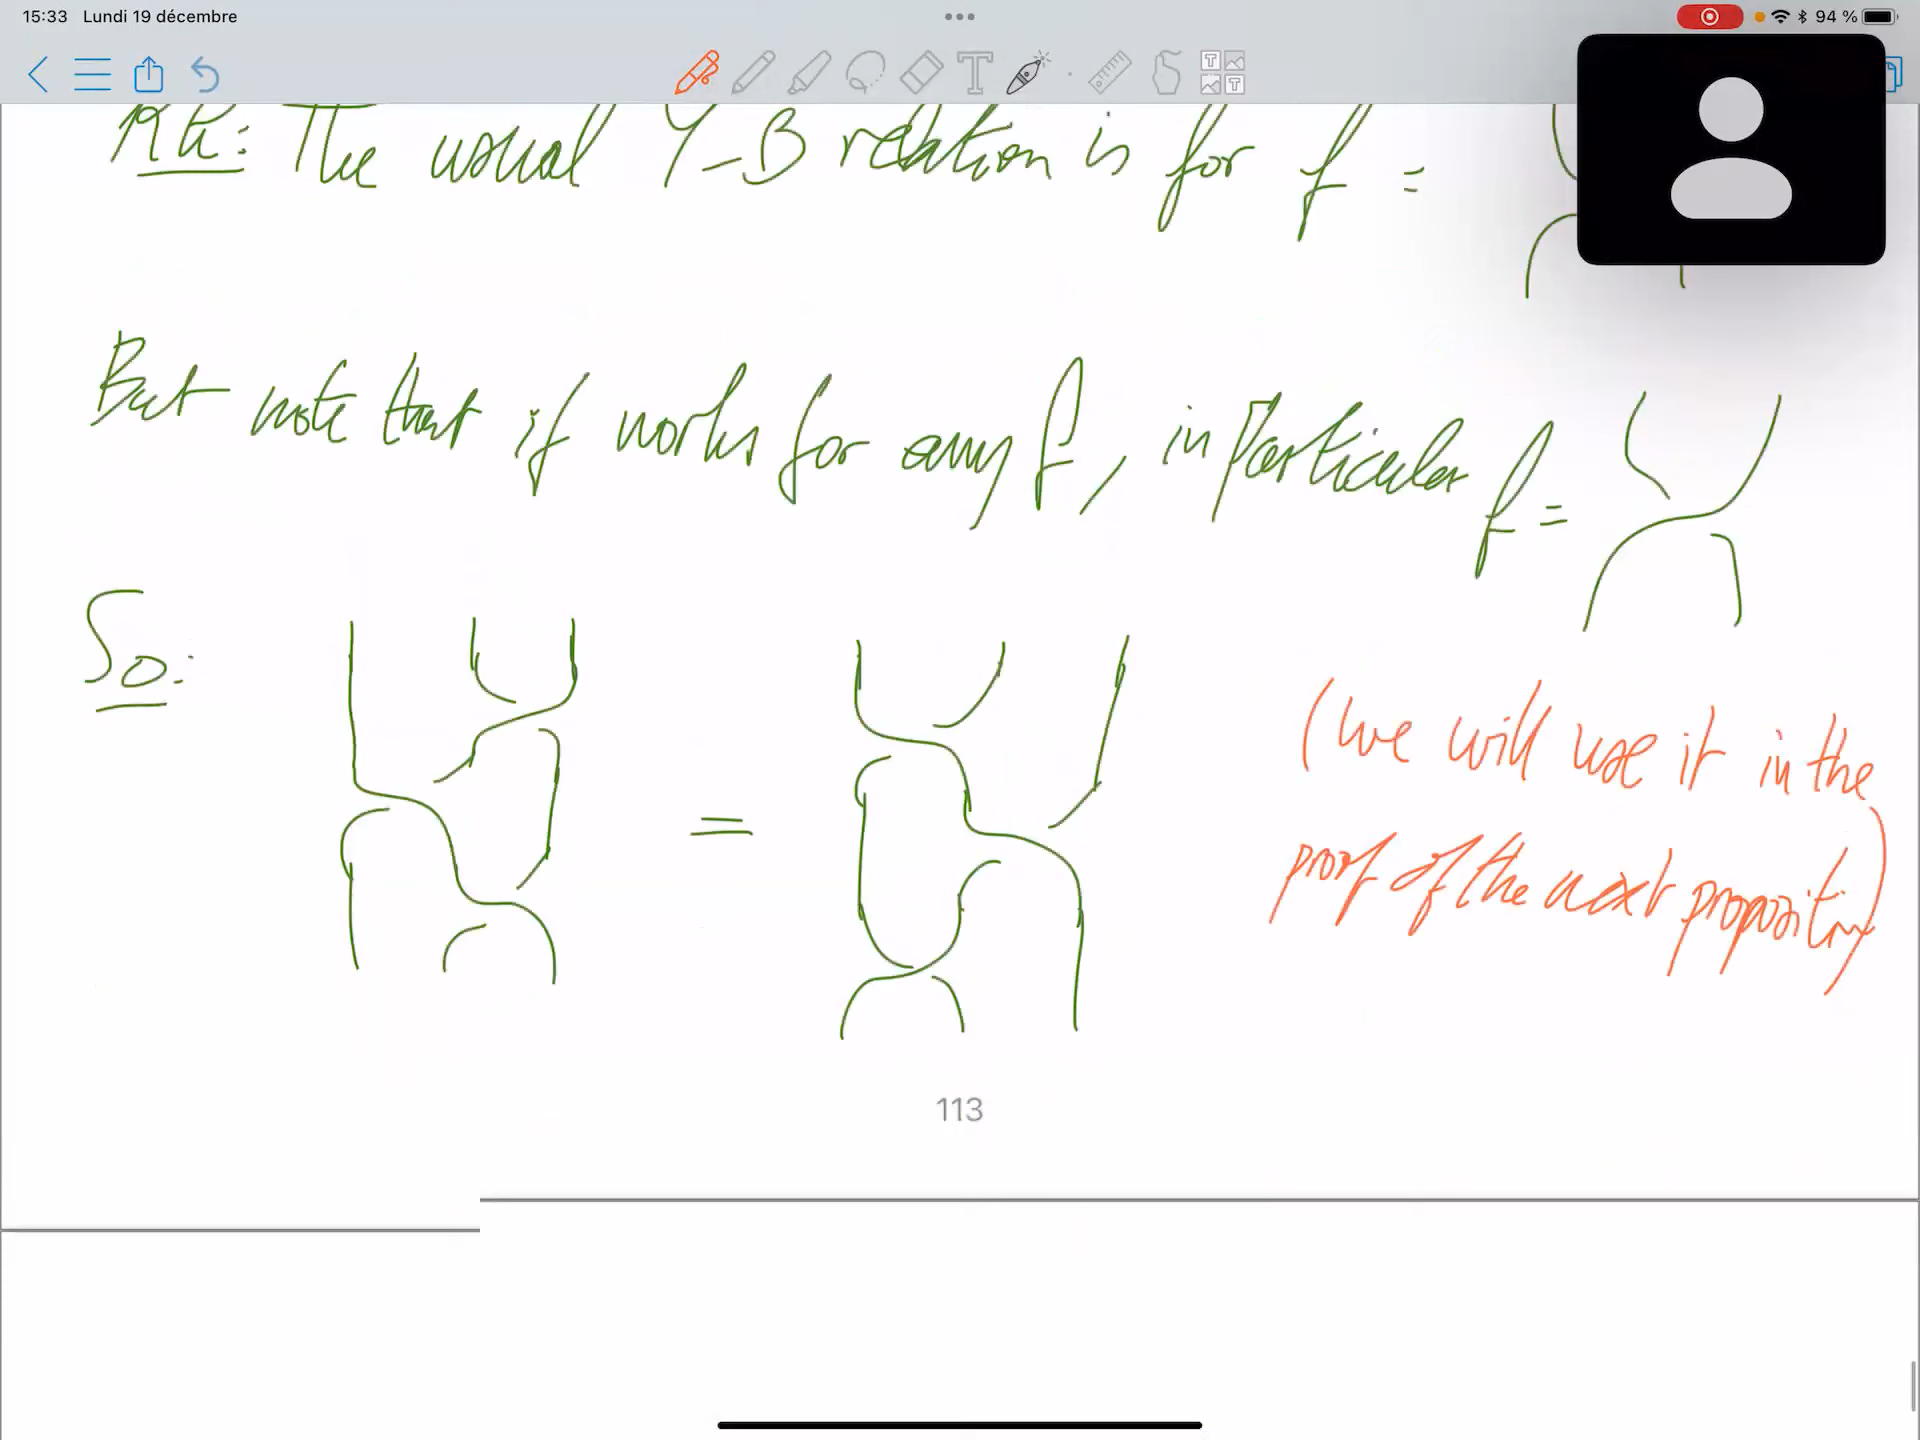 15:33 Lundi 19 décembre 94 %
Rk: The usual Y-B relation is for f =
But note that if works for any f, in particular f =
So:
=
(we will use it in the
proof of the next proposition)
113